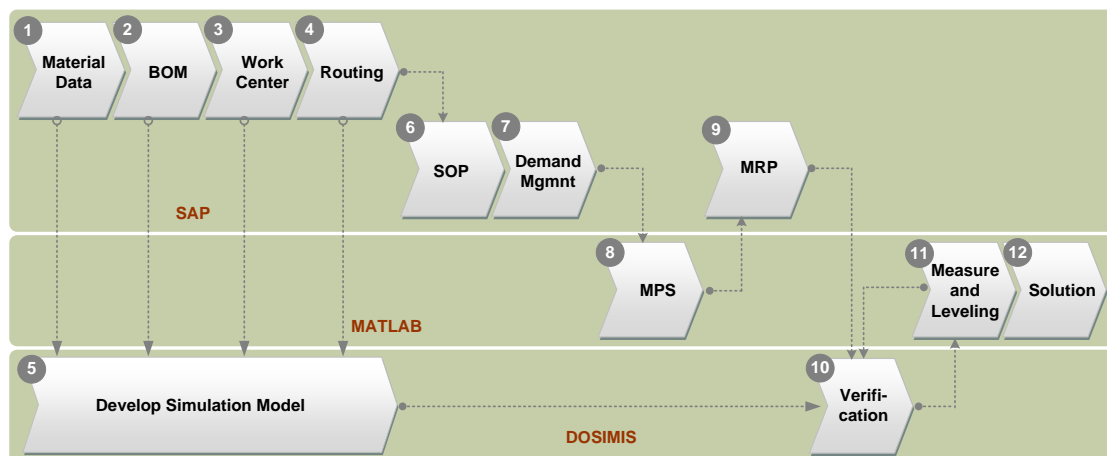 1
Material
Data
2
BOM
3
Work
Center
4
Routing
6
SOP
7
Demand
Mgmnt
9
MRP
SAP
8
MPS
11
Measure
and
Leveling
12
Solution
MATLAB
5
Develop Simulation Model
10
Verifi-
cation
DOSIMIS